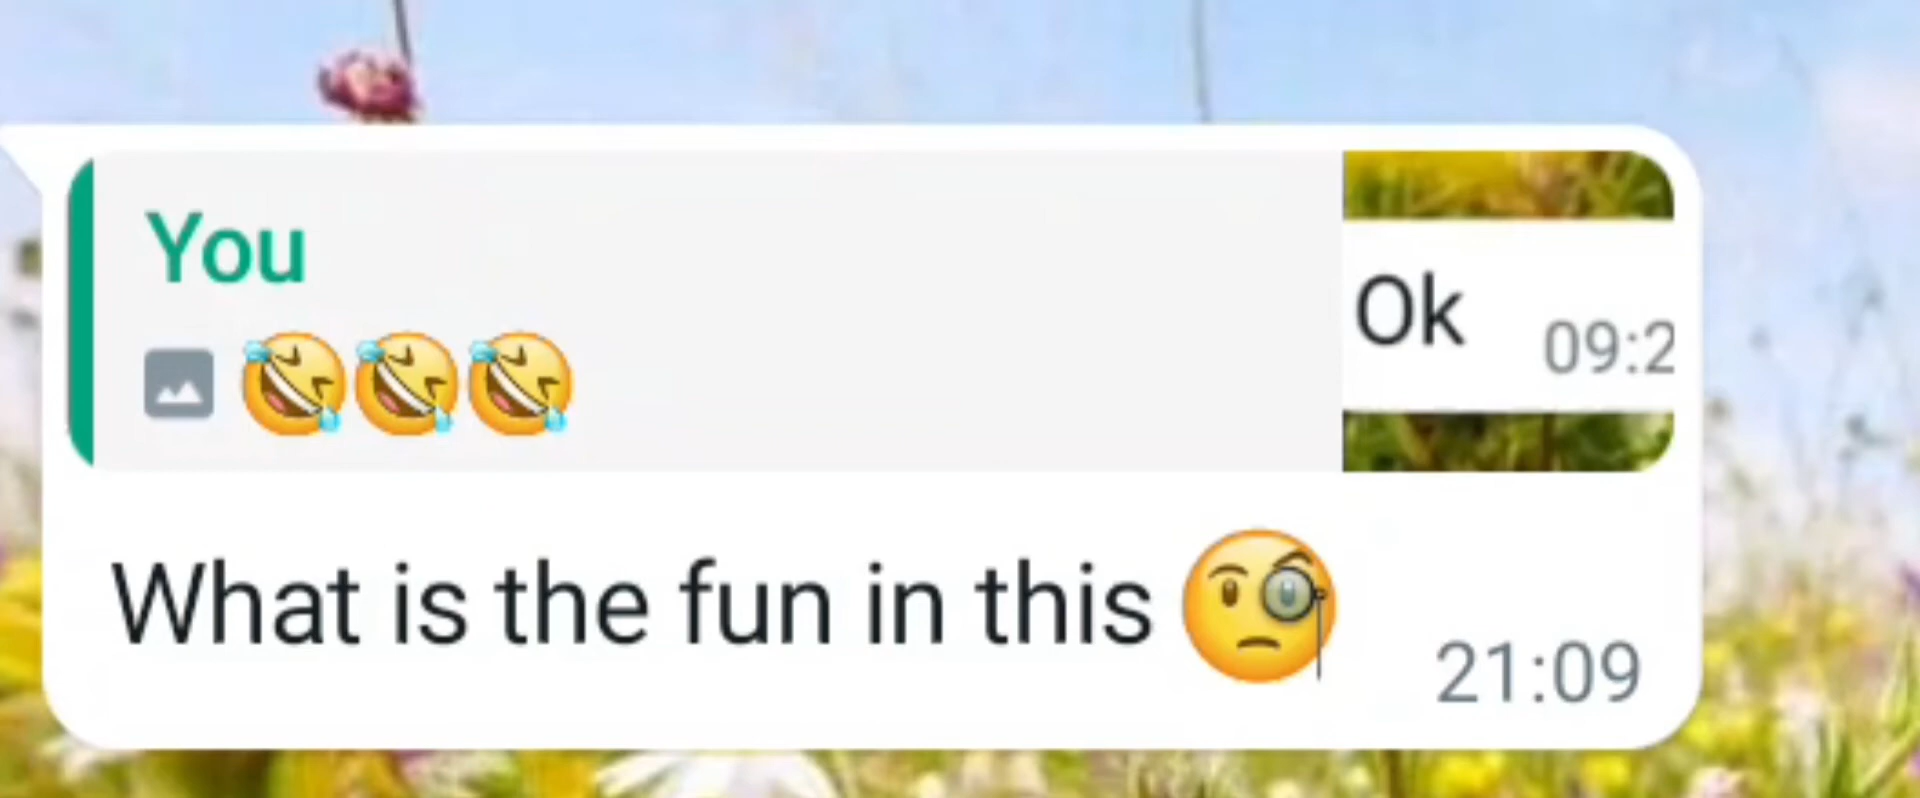 You
🤣🤣🤣
Ok 09:2
What is the fun in this 🧐
21:09